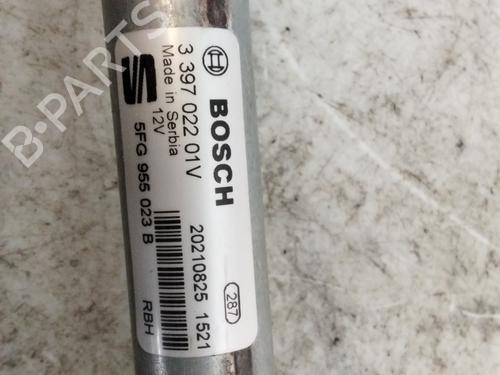 BOSCH
3 397 022 01V
Made in Serbia
12V
5FG 955 023 B
20210825 1521
287
RBH
B-PARTS